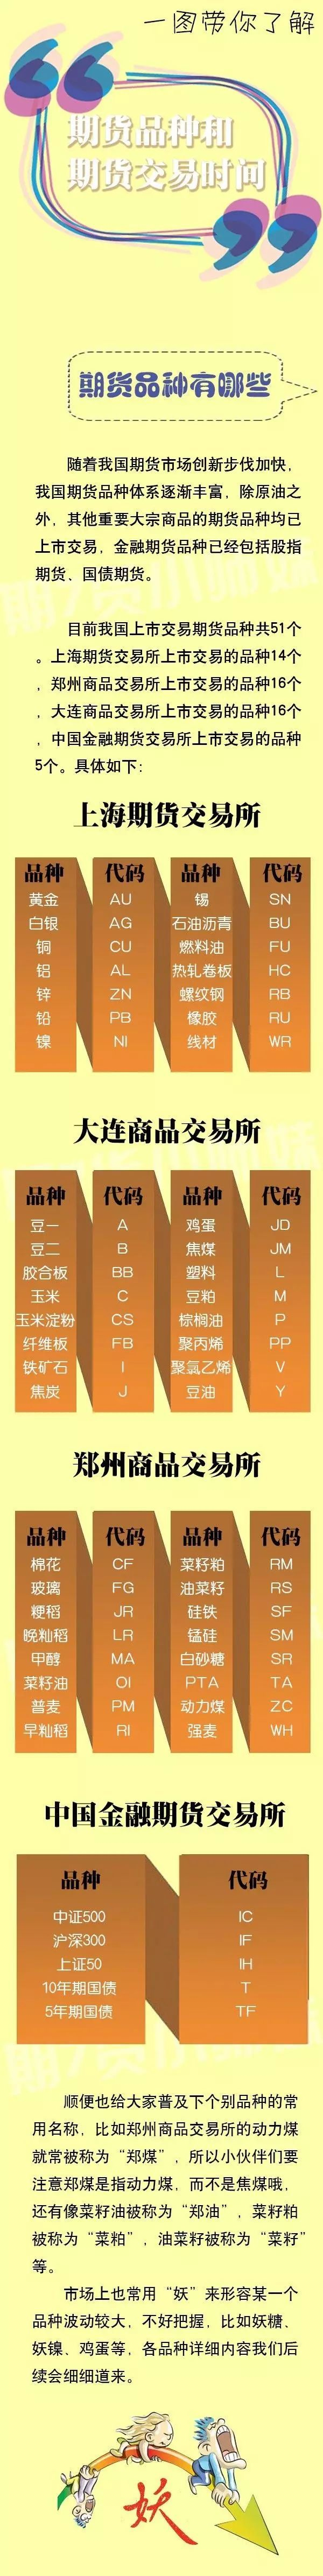 一图带你了解
期货品种和
期货交易时间
期货品种有哪些
随着我国期货市场创新步伐加快，
我国期货品种体系逐渐丰富，除原油之
外，其他重要大宗商品的期货品种均已
上市交易，金融期货品种已经包括股指
期货、国债期货。
目前我国上市交易期货品种共51个
。上海期货交易所上市交易的品种14个
，郑州商品交易所上市交易的品种16个
，大连商品交易所上市交易的品种16个
，中国金融期货交易所上市交易的品种
5个。具体如下：
上海期货交易所
品种 代码 品种 代码
黄金 AU 锡 SN
白银 AG 石油沥青 BU
铜 CU 燃料油 FU
铝 AL 热轧卷板 HC
锌 ZN 螺纹钢 RB
铅 PB 橡胶 RU
镍 NI 线材 WR
大连商品交易所
品种 代码 品种 代码
豆一 A 鸡蛋 JD
豆二 B 焦煤 JM
胶合板 BB 塑料 L
玉米 C 豆粕 M
玉米淀粉 CS 棕榈油 P
纤维板 FB 聚丙烯 PP
铁矿石 I 聚氯乙烯 V
焦炭 J 豆油 Y
郑州商品交易所
品种 代码 品种 代码
棉花 CF 菜籽粕 RM
玻璃 FG 油菜籽 RS
粳稻 JR 硅铁 SF
晚籼稻 LR 锰硅 SM
甲醇 MA 白砂糖 SR
菜籽油 OI PTA TA
普麦 PM 动力煤 ZC
早籼稻 RI 强麦 WH
中国金融期货交易所
品种 代码
中证500 IC
沪深300 IF
上证50 IH
10年期国债 T
5年期国债 TF
顺便也给大家普及下个别品种的常
用名称，比如郑州商品交易所的动力煤
就常被称为“郑煤”，所以小伙伴们要
注意郑煤是指动力煤，而不是焦煤哦，
还有像菜籽油被称为“郑油”，菜籽粕
被称为“菜粕”，油菜籽被称为“菜籽”
等。
市场上也常用“妖”来形容某一个
品种波动较大，不好把握，比如妖糖、
妖镍、鸡蛋等，各品种详细内容我们后
续会细细道来。
妖